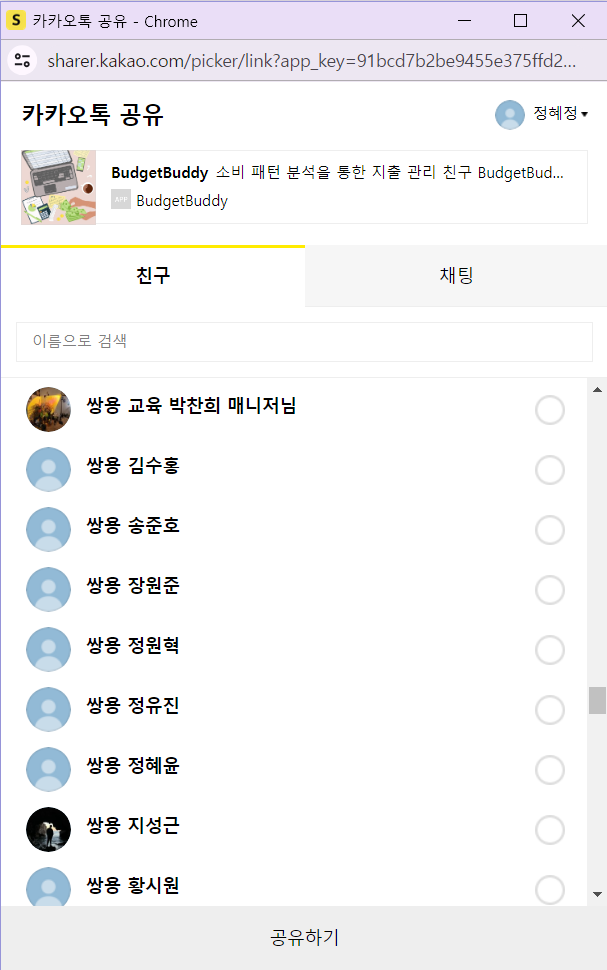 카카오톡 공유 - Chrome
sharer.kakao.com/picker/link?app_key=91bcd7b2be9455e375ffd2...
카카오톡 공유
정혜정
BudgetBuddy 소비 패턴 분석을 통한 지출 관리 친구 BudgetBud...
APP BudgetBuddy
친구
채팅
이름으로 검색
쌍용 교육 박찬희 매니저님
쌍용 김수홍
쌍용 송준호
쌍용 장원준
쌍용 정원혁
쌍용 정유진
쌍용 정혜윤
쌍용 지성근
쌍용 황시원
공유하기